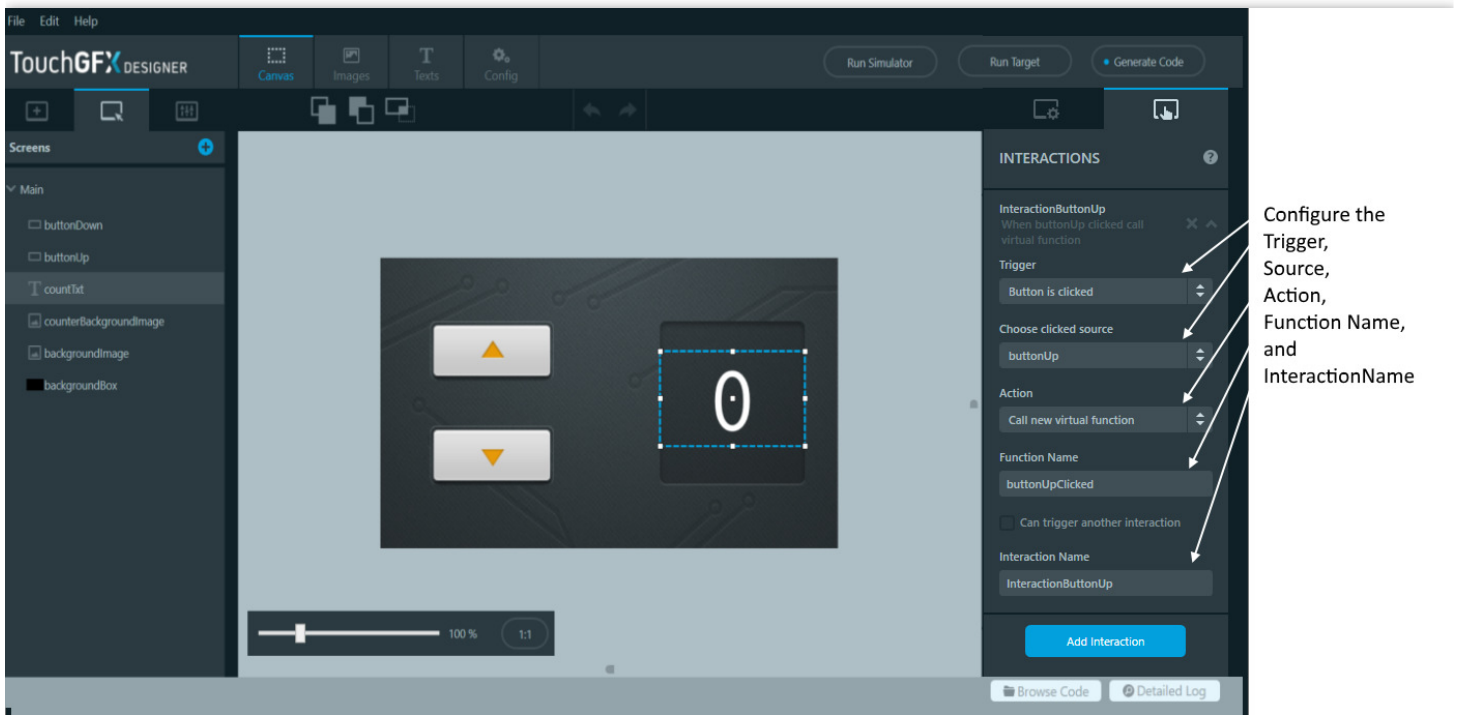 File Edit Help
TouchGFX DESIGNER
Canvas
Images
Texts
Config
Run Simulator
Run Target
Generate Code
Screens
Main
buttonDown
buttonUp
countTxt
counterBackgroundImage
backgroundImage
backgroundBox
0
100 %
1:1
INTERACTIONS
InteractionButtonUp
When buttonUp clicked call
virtual function
Trigger
Button is clicked
Choose clicked source
buttonUp
Action
Call new virtual function
Function Name
buttonUpClicked
Can trigger another interaction
Interaction Name
InteractionButtonUp
Add Interaction
Browse Code
Detailed Log
Configure the
Trigger,
Source,
Action,
Function Name,
and
InteractionName